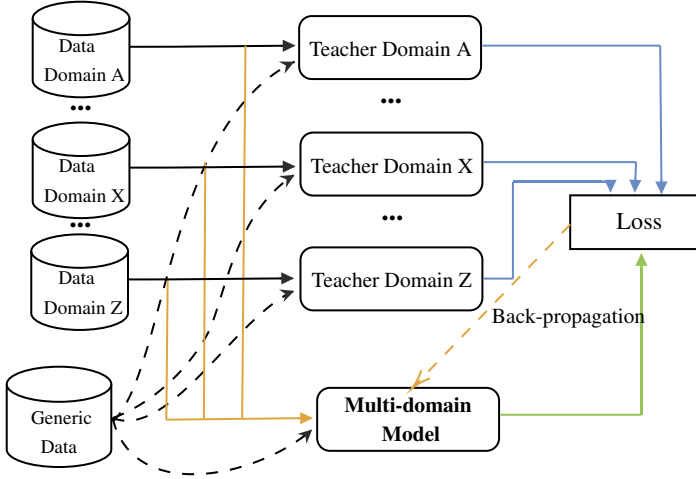 Data
Domain A
Teacher Domain A
...
...
Data
Domain X
Teacher Domain X
...
...
Data
Domain Z
Teacher Domain Z
Loss
Back-propagation
Generic
Data
Multi-domain
Model